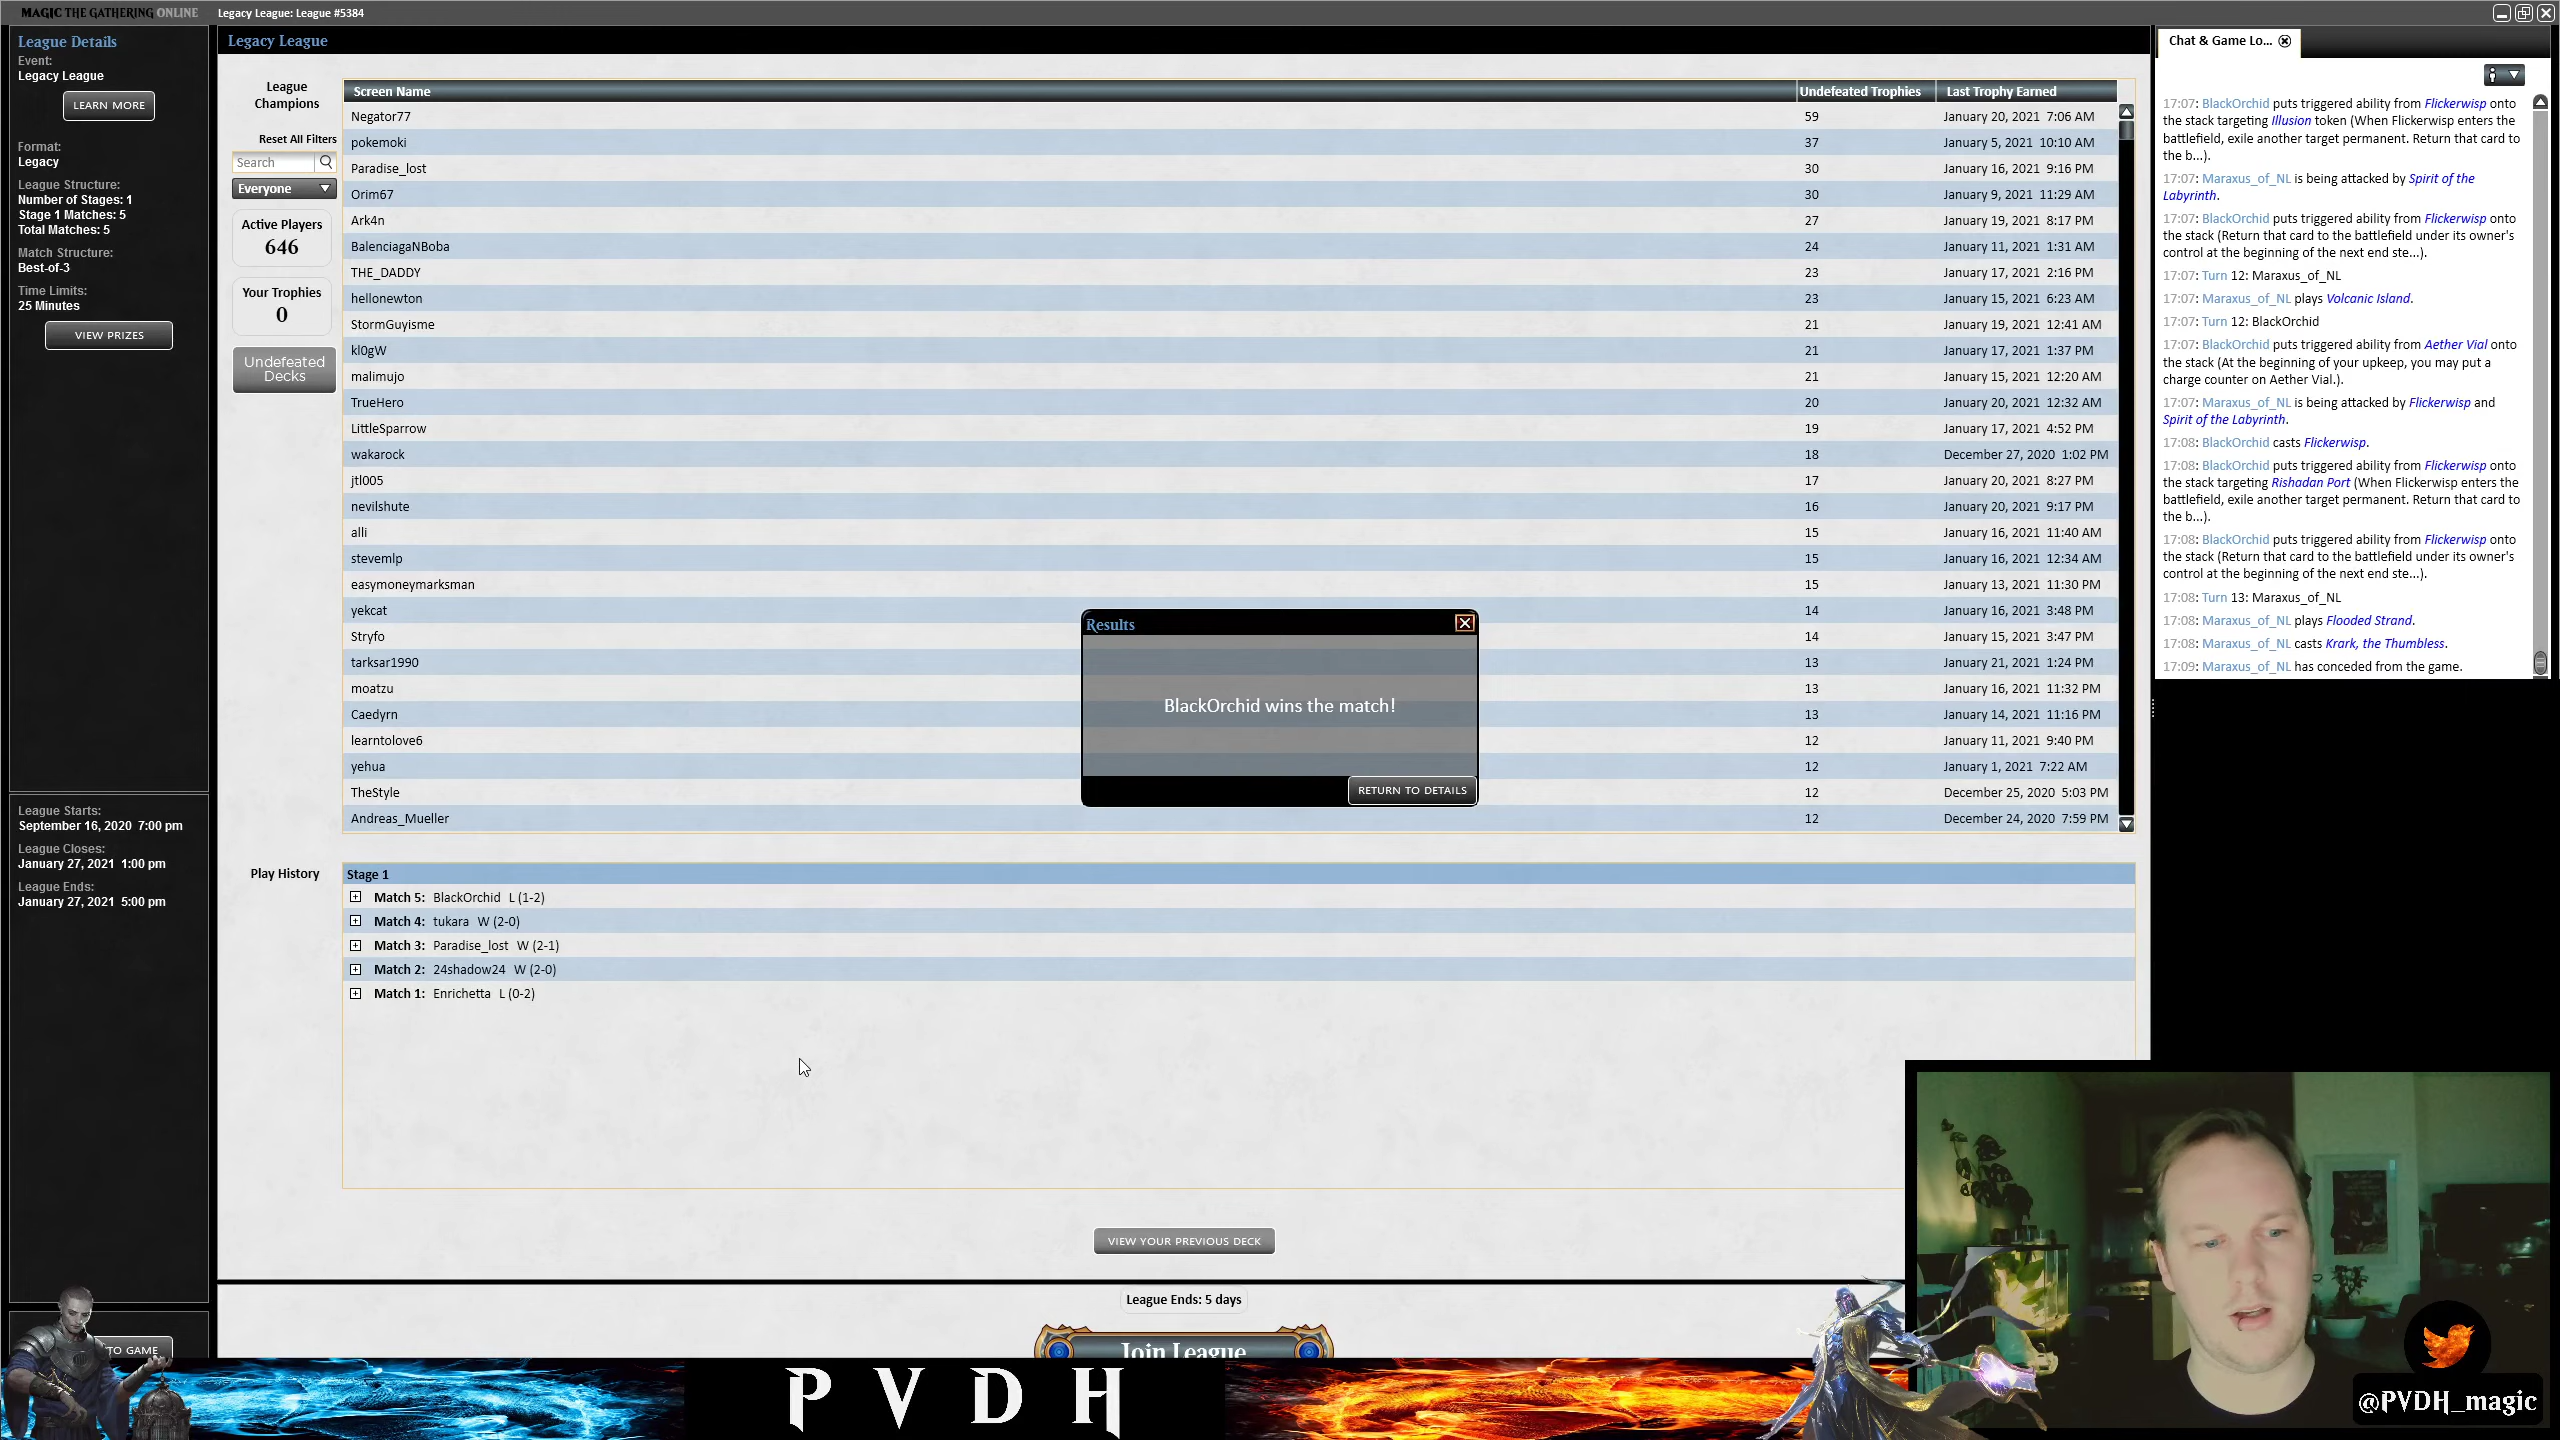 MAGIC THE GATHERING ONLINE
Legacy League: League #5384
League Details
Event:
Legacy League
LEARN MORE
Format:
Legacy
League Structure:
Number of Stages: 1
Stage 1 Matches: 5
Total Matches: 5
Match Structure:
Best-of-3
Time Limits:
25 Minutes
VIEW PRIZES
League Starts:
September 16, 2020 7:00 pm
League Closes:
January 27, 2021 1:00 pm
League Ends:
January 27, 2021 5:00 pm
TO GAME
Legacy League
League
Champions
Reset All Filters
Search
Everyone
Active Players
646
Your Trophies
0
Undefeated
Decks
Screen Name Undefeated Trophies Last Trophy Earned
Negator77 59 January 20, 2021 7:06 AM
pokemoki 37 January 5, 2021 10:10 AM
Paradise_lost 30 January 16, 2021 9:16 PM
Orim67 30 January 9, 2021 11:29 AM
Ark4n 27 January 19, 2021 8:17 PM
BalenciagaNBoba 24 January 11, 2021 1:31 AM
THE_DADDY 23 January 17, 2021 2:16 PM
hellonewton 23 January 15, 2021 6:23 AM
StormGuyisme 21 January 19, 2021 12:41 AM
kl0gW 21 January 17, 2021 1:37 PM
malimujo 21 January 15, 2021 12:20 AM
TrueHero 20 January 20, 2021 12:32 AM
LittleSparrow 19 January 17, 2021 4:52 PM
wakarock 18 December 27, 2020 1:02 PM
jtl005 17 January 20, 2021 8:27 PM
nevilshute 16 January 20, 2021 9:17 PM
alli 15 January 16, 2021 11:40 AM
stevemlp 15 January 16, 2021 12:34 AM
easymoneymarksman 15 January 13, 2021 11:30 PM
yekcat 14 January 16, 2021 3:48 PM
Stryfo 14 January 15, 2021 3:47 PM
tarksar1990 13 January 21, 2021 1:24 PM
moatzu 13 January 16, 2021 11:32 PM
Caedyrn 13 January 14, 2021 11:16 PM
learntolove6 12 January 11, 2021 9:40 PM
yehua 12 January 1, 2021 7:22 AM
TheStyle 12 December 25, 2020 5:03 PM
Andreas_Mueller 12 December 24, 2020 7:59 PM
Results
BlackOrchid wins the match!
RETURN TO DETAILS
Play History
Stage 1
Match 5: BlackOrchid L (1-2)
Match 4: tukara W (2-0)
Match 3: Paradise_lost W (2-1)
Match 2: 24shadow24 W (2-0)
Match 1: Enrichetta L (0-2)
VIEW YOUR PREVIOUS DECK
League Ends: 5 days
Join League
Chat & Game Lo...
17:07: BlackOrchid puts triggered ability from Flickerwisp onto
the stack targeting Illusion token (When Flickerwisp enters the
battlefield, exile another target permanent. Return that card to
the b...).
17:07: Maraxus_of_NL is being attacked by Spirit of the
Labyrinth.
17:07: BlackOrchid puts triggered ability from Flickerwisp onto
the stack (Return that card to the battlefield under its owner's
control at the beginning of the next end ste...).
17:07: Turn 12: Maraxus_of_NL
17:07: Maraxus_of_NL plays Volcanic Island.
17:07: Turn 12: BlackOrchid
17:07: BlackOrchid puts triggered ability from Aether Vial onto
the stack (At the beginning of your upkeep, you may put a
charge counter on Aether Vial.).
17:07: Maraxus_of_NL is being attacked by Flickerwisp and
Spirit of the Labyrinth.
17:08: BlackOrchid casts Flickerwisp.
17:08: BlackOrchid puts triggered ability from Flickerwisp onto
the stack targeting Rishadan Port (When Flickerwisp enters the
battlefield, exile another target permanent. Return that card to
the b...).
17:08: BlackOrchid puts triggered ability from Flickerwisp onto
the stack (Return that card to the battlefield under its owner's
control at the beginning of the next end ste...).
17:08: Turn 13: Maraxus_of_NL
17:08: Maraxus_of_NL plays Flooded Strand.
17:08: Maraxus_of_NL casts Krark, the Thumbless.
17:09: Maraxus_of_NL has conceded from the game.
PVDH
@PVDH_magic